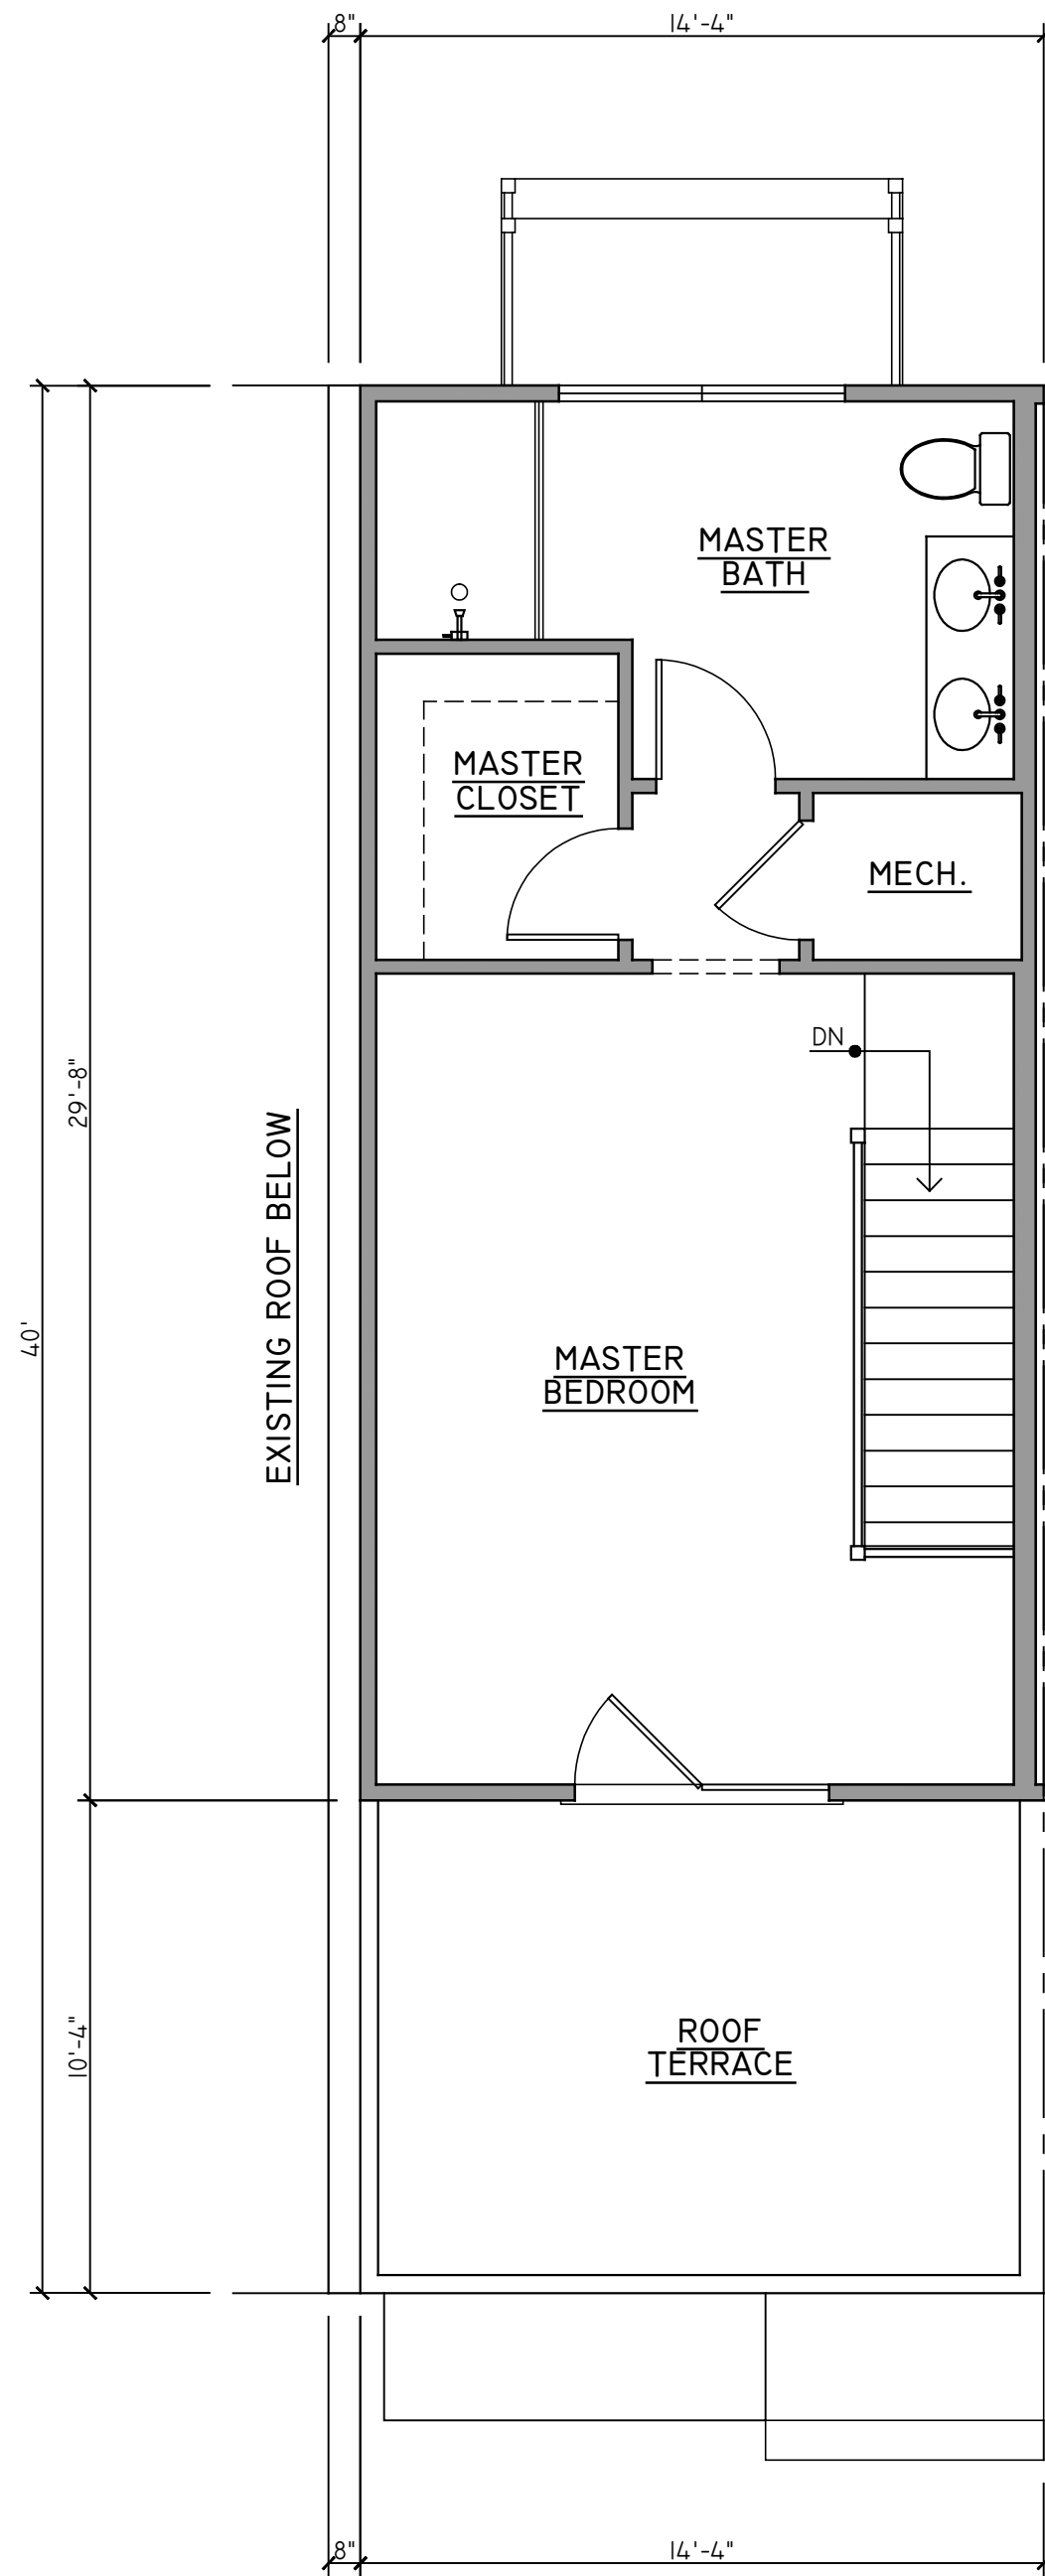 8"
14'-4"
MASTER
BATH
MASTER
CLOSET
MECH.
DN
29'-8"
EXISTING ROOF BELOW
40'
MASTER
BEDROOM
10'-4"
ROOF
TERRACE
8"
14'-4"